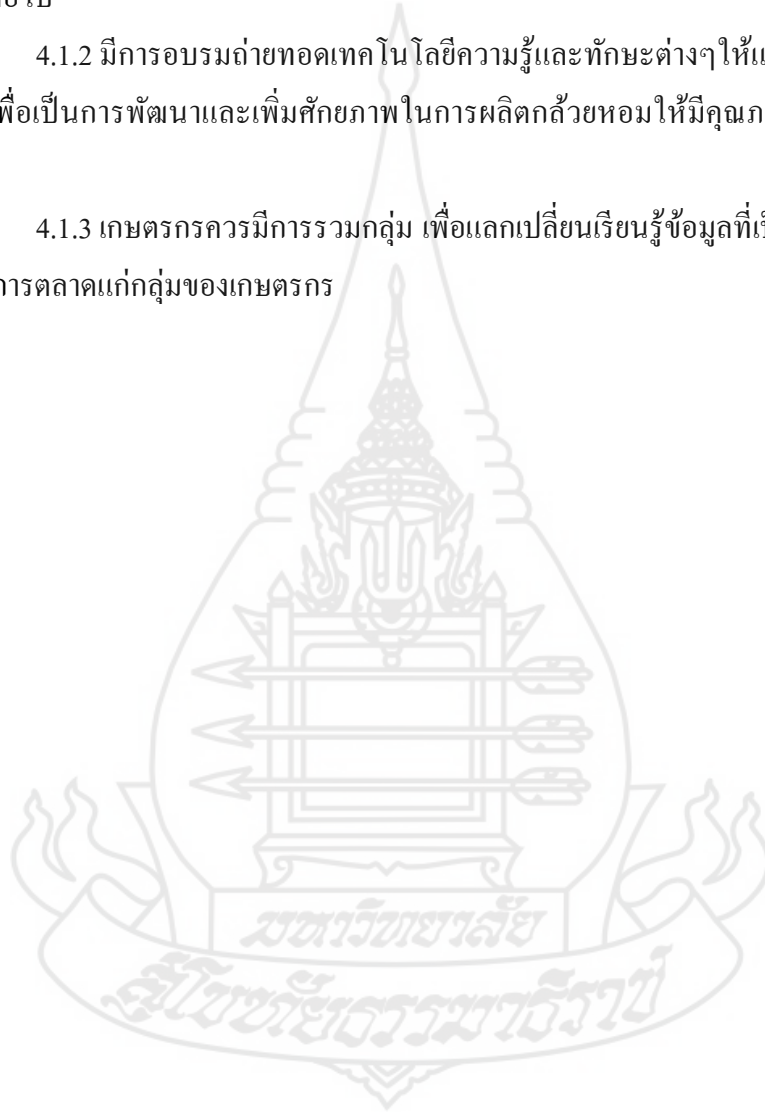 4.1.2 มีการอบรมถ่ายทอดเทคโนโลยีความรู้และทักษะต่างๆให้แ
พื่อเป็นการพัฒนาและเพิ่มศักยภาพในการผลิตกล้วยหอมให้มีคุณภ
4.1.3 เกษตรกรควรมีการรวมกลุ่ม เพื่อแลกเปลี่ยนเรียนรู้ข้อมูลที่เป็
การตลาดแก่กลุ่มของเกษตรกร
มหาวิทยาลัย
สุโขทัยธรรมาธิราช